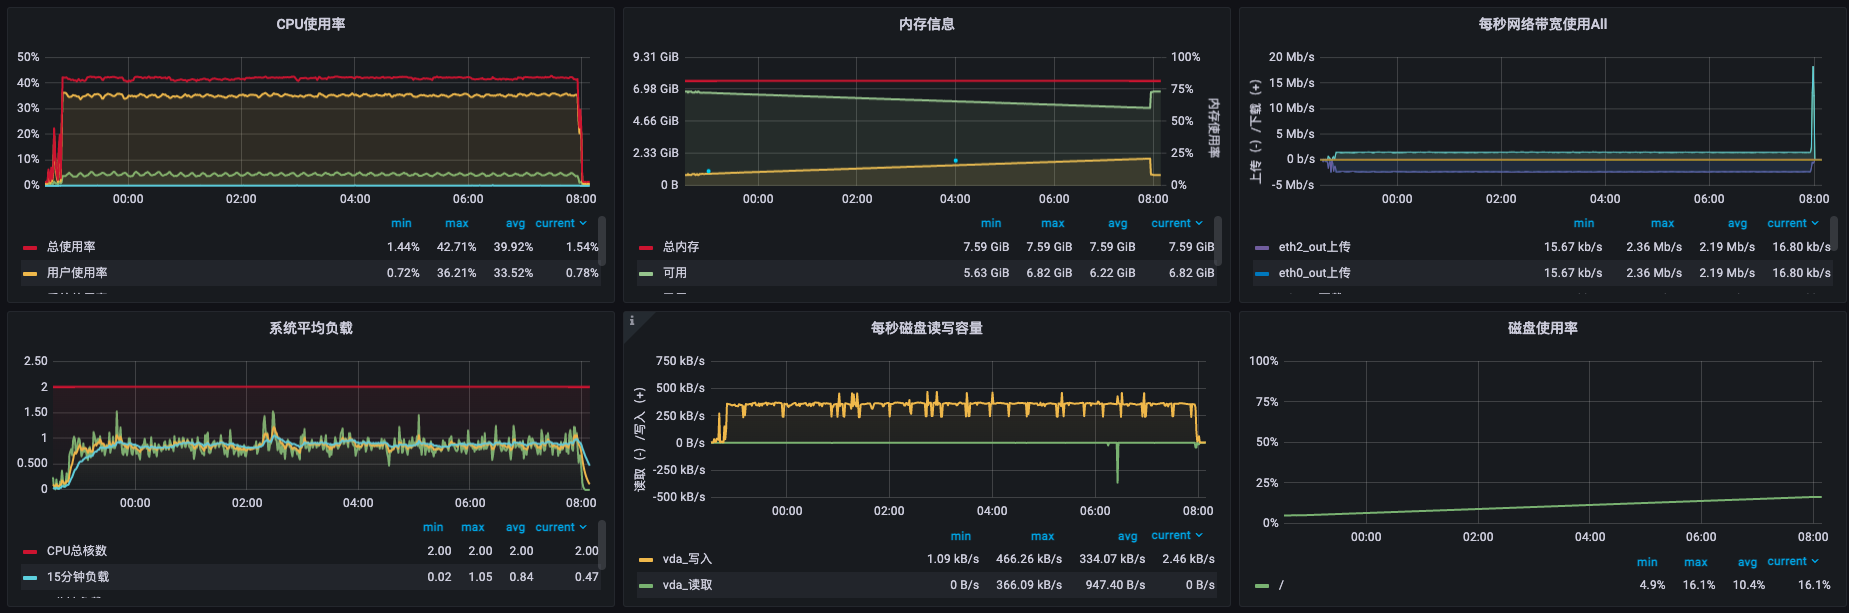 CPU使用率
50%
40%
30%
20%
10%
0%
00:00 02:00 04:00 06:00 08:00
min max avg current
总使用率 1.44% 42.71% 39.92% 1.54%
用户使用率 0.72% 36.21% 33.52% 0.78%
内存信息
9.31 GiB 100%
6.98 GiB 75%
4.66 GiB 50%
2.33 GiB 25%
0 B 0%
内存使用率
00:00 02:00 04:00 06:00 08:00
min max avg current
总内存 7.59 GiB 7.59 GiB 7.59 GiB 7.59 GiB
可用 5.63 GiB 6.82 GiB 6.22 GiB 6.82 GiB
每秒网络带宽使用All
上传 (-) /下载 (+)
20 Mb/s
15 Mb/s
10 Mb/s
5 Mb/s
0 b/s
-5 Mb/s
00:00 02:00 04:00 06:00 08:00
min max avg current
eth2_out上传 15.67 kb/s 2.36 Mb/s 2.19 Mb/s 16.80 kb/s
eth0_out上传 15.67 kb/s 2.36 Mb/s 2.19 Mb/s 16.80 kb/s
系统平均负载
2.50
2
1.50
1
0.500
0
00:00 02:00 04:00 06:00 08:00
min max avg current
CPU总核数 2.00 2.00 2.00 2.00
15分钟负载 0.02 1.05 0.84 0.47
i
每秒磁盘读写容量
读取 (-) /写入 (+)
750 kB/s
500 kB/s
250 kB/s
0 B/s
-250 kB/s
-500 kB/s
00:00 02:00 04:00 06:00 08:00
min max avg current
vda_写入 1.09 kB/s 466.26 kB/s 334.07 kB/s 2.46 kB/s
vda_读取 0 B/s 366.09 kB/s 947.40 B/s 0 B/s
磁盘使用率
100%
75%
50%
25%
0%
00:00 02:00 04:00 06:00 08:00
min max avg current
/ 4.9% 16.1% 10.4% 16.1%